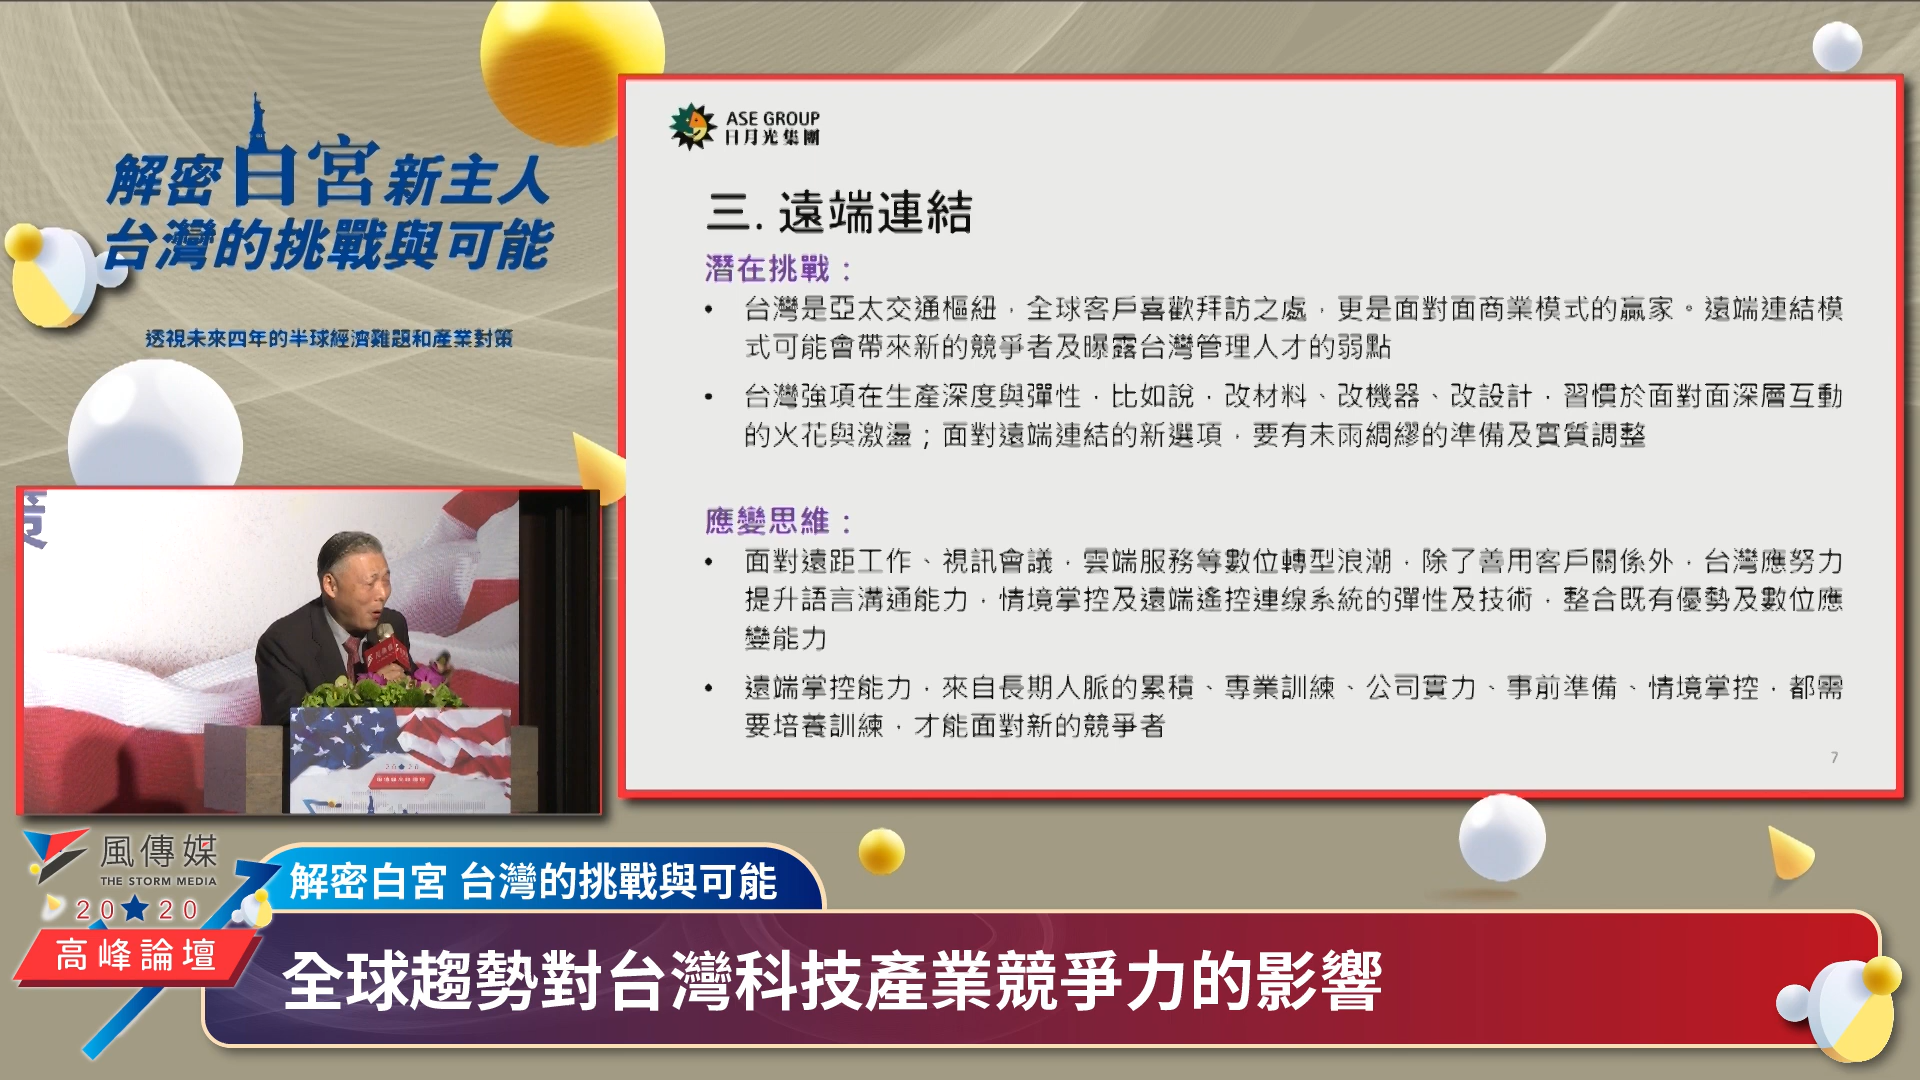 解密白宮新主人
台灣的挑戰與可能
透視未來四年的半球經濟難題和產業對策
ASE GROUP
日月光集團
三. 遠端連結
潛在挑戰：
• 台灣是亞太交通樞紐，全球客戶喜歡拜訪之處，更是面對面商業模式的贏家。遠端連結模
式可能會帶來新的競爭者及曝露台灣管理人才的弱點
• 台灣強項在生產深度與彈性，比如說，改材料、改機器、改設計，習慣於面對面深層互動
的火花與激盪；面對遠端連結的新選項，要有未雨綢繆的準備及實質調整
應變思維：
• 面對遠距工作、視訊會議，雲端服務等數位轉型浪潮，除了善用客戶關係外，台灣應努力
提升語言溝通能力，情境掌控及遠端遙控連線系統的彈性及技術，整合既有優勢及數位應
變能力
• 遠端掌控能力，來自長期人脈的累積、專業訓練、公司實力、事前準備、情境掌控，都需
要培養訓練，才能面對新的競爭者
7
風傳媒
THE STORM MEDIA
20★20
高峰論壇
解密白宮 台灣的挑戰與可能
全球趨勢對台灣科技產業競爭力的影響